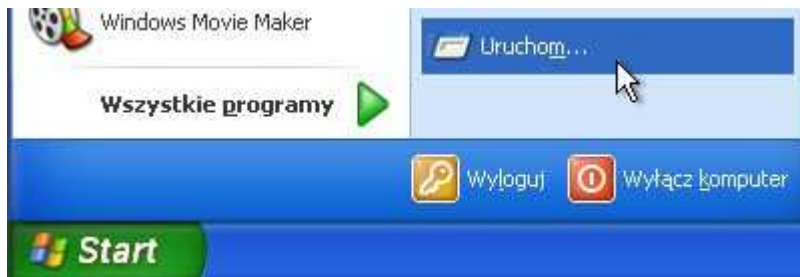 Windows Movie Maker
Uruchom...
Wszystkie programy
Wyloguj
Wyłącz komputer
Start